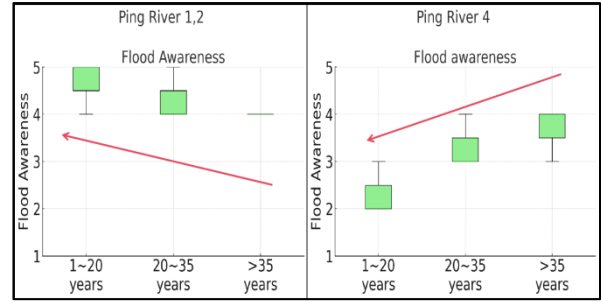 Ping River 1,2
Flood Awareness
Flood Awareness
5
4
3
2
1
1~20
years
20~35
years
>35
years
Ping River 4
Flood awareness
Flood Awareness
5
4
3
2
1
1~20
years
20~35
years
>35
years